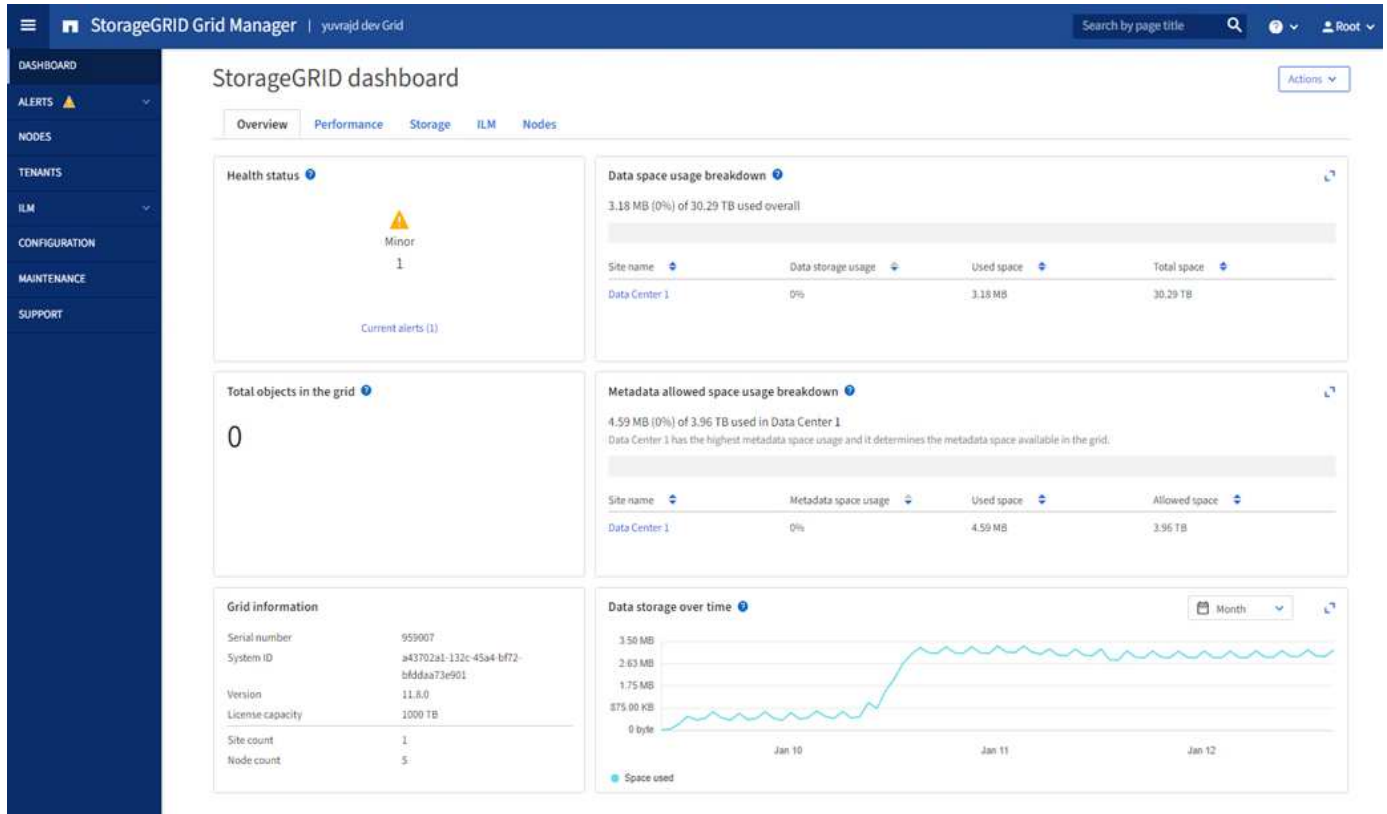 StorageGRID Grid Manager | yuvrajd dev Grid
Search by page title
Root
DASHBOARD
ALERTS
NODES
TENANTS
ILM
CONFIGURATION
MAINTENANCE
SUPPORT
StorageGRID dashboard
Actions
Overview Performance Storage ILM Nodes
Health status
Minor
1
Current alerts (1)
Data space usage breakdown
3.18 MB (0%) of 30.29 TB used overall
Site name Data storage usage Used space Total space
Data Center 1 0% 3.18 MB 30.29 TB
Total objects in the grid
0
Metadata allowed space usage breakdown
4.59 MB (0%) of 3.96 TB used in Data Center 1
Data Center 1 has the highest metadata space usage and it determines the metadata space available in the grid.
Site name Metadata space usage Used space Allowed space
Data Center 1 0% 4.59 MB 3.96 TB
Grid information
Serial number 959007
System ID a43702a1-132c-45a4-bf72-
bfddaa73e901
Version 11.8.0
License capacity 1000 TB
Site count 1
Node count 5
Data storage over time
Month
3.50 MB
2.63 MB
1.75 MB
875.00 KB
0 byte
Jan 10 Jan 11 Jan 12
Space used